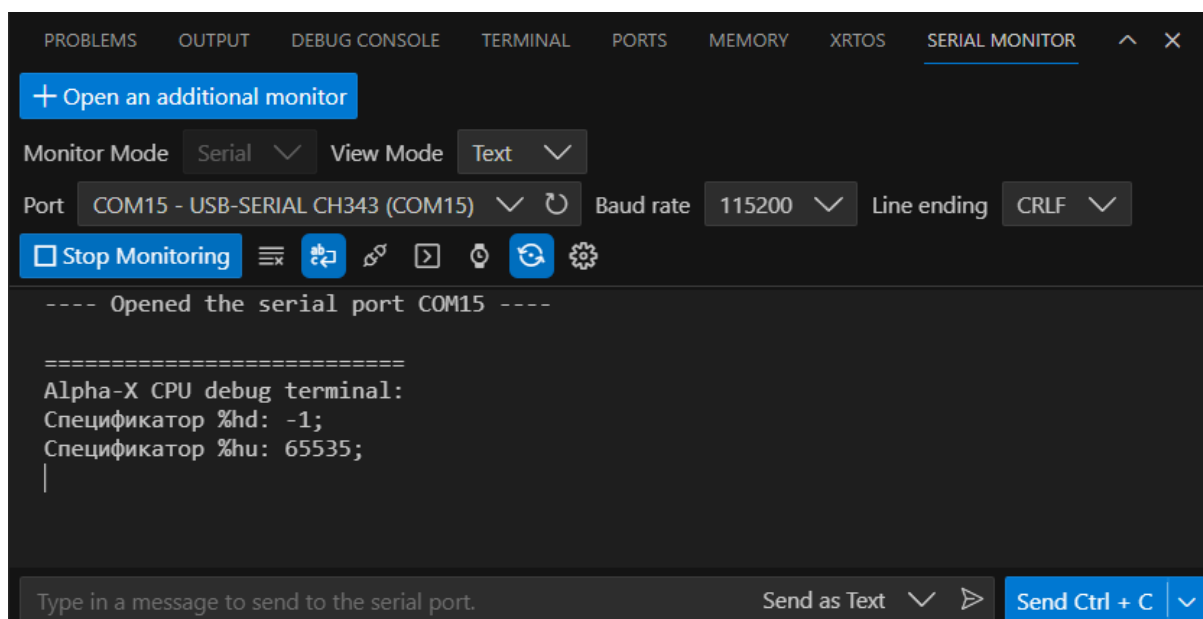 PROBLEMS OUTPUT DEBUG CONSOLE TERMINAL PORTS MEMORY XRTOS SERIAL MONITOR
Open an additional monitor
Monitor Mode Serial View Mode Text
Port COM15 - USB-SERIAL CH343 (COM15) Baud rate 115200 Line ending CRLF
Stop Monitoring
---- Opened the serial port COM15 ----
===========================
Alpha-X CPU debug terminal:
Спецификатор %hd: -1;
Спецификатор %hu: 65535;
Type in a message to send to the serial port. Send as Text Send Ctrl + C